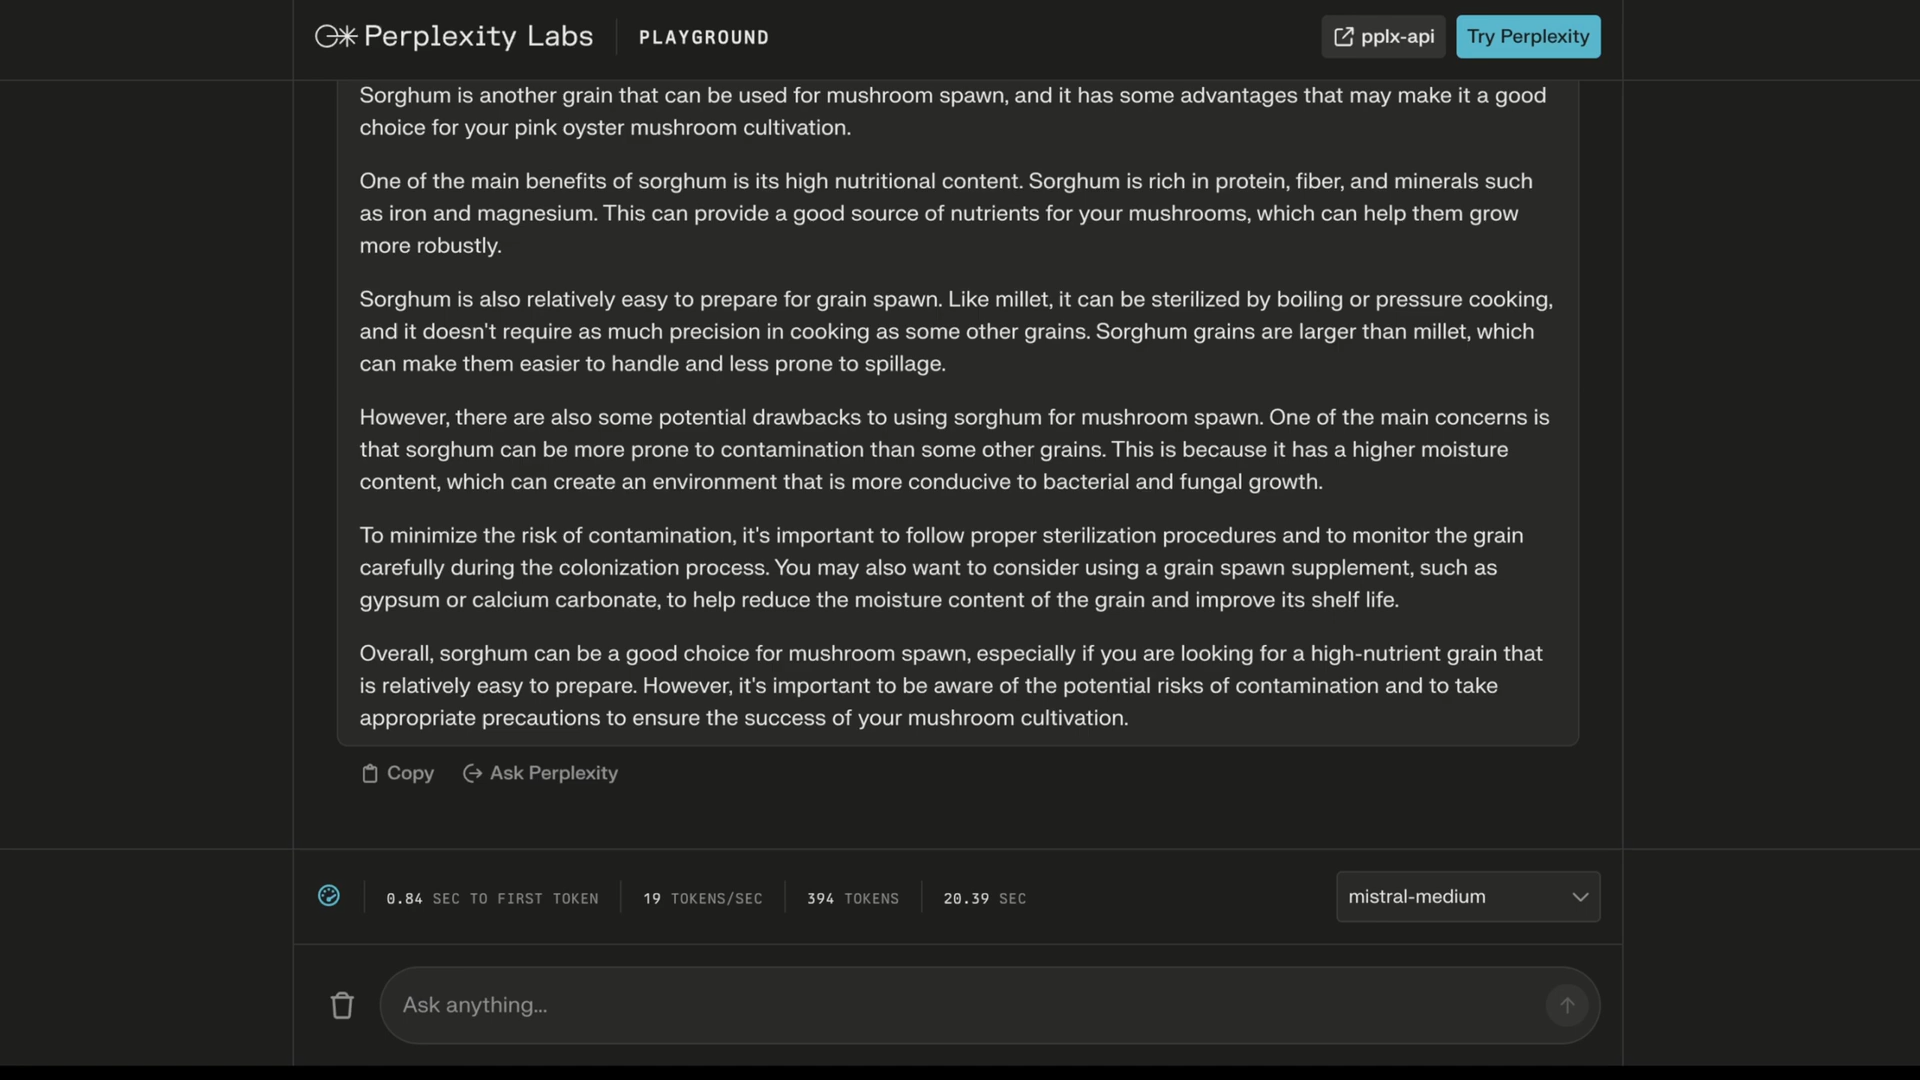 Perplexity Labs
PLAYGROUND
pplx-api
Try Perplexity
Sorghum is another grain that can be used for mushroom spawn, and it has some advantages that may make it a good
choice for your pink oyster mushroom cultivation.
One of the main benefits of sorghum is its high nutritional content. Sorghum is rich in protein, fiber, and minerals such
as iron and magnesium. This can provide a good source of nutrients for your mushrooms, which can help them grow
more robustly.
Sorghum is also relatively easy to prepare for grain spawn. Like millet, it can be sterilized by boiling or pressure cooking,
and it doesn't require as much precision in cooking as some other grains. Sorghum grains are larger than millet, which
can make them easier to handle and less prone to spillage.
However, there are also some potential drawbacks to using sorghum for mushroom spawn. One of the main concerns is
that sorghum can be more prone to contamination than some other grains. This is because it has a higher moisture
content, which can create an environment that is more conducive to bacterial and fungal growth.
To minimize the risk of contamination, it's important to follow proper sterilization procedures and to monitor the grain
carefully during the colonization process. You may also want to consider using a grain spawn supplement, such as
gypsum or calcium carbonate, to help reduce the moisture content of the grain and improve its shelf life.
Overall, sorghum can be a good choice for mushroom spawn, especially if you are looking for a high-nutrient grain that
is relatively easy to prepare. However, it's important to be aware of the potential risks of contamination and to take
appropriate precautions to ensure the success of your mushroom cultivation.
Copy
Ask Perplexity
0.84 SEC TO FIRST TOKEN
19 TOKENS/SEC
394 TOKENS
20.39 SEC
mistral-medium
Ask anything...